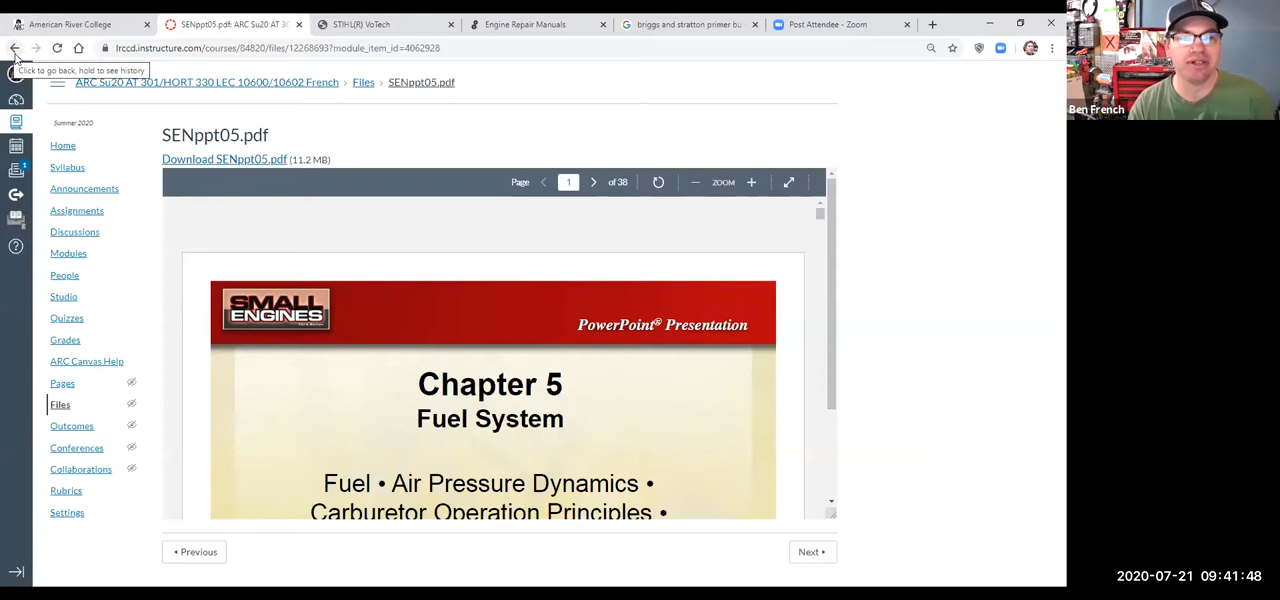 American River College
SENppt05.pdf: ARC Su20 AT 30
STIHL(R) VoTech
Engine Repair Manuals
briggs and stratton primer bu
Post Attendee - Zoom
lrccd.instructure.com/courses/84820/files/12268693?module_item_id=4062928
Click to go back, hold to see history
ARC Su20 AT 301/HORT 330 LEC 10600/10602 French > Files > SENppt05.pdf
Ben French
Summer 2020
Home
Syllabus
Announcements
Assignments
Discussions
Modules
People
Studio
Quizzes
Grades
ARC Canvas Help
Pages
Files
Outcomes
Conferences
Collaborations
Rubrics
Settings
1
SENppt05.pdf
Download SENppt05.pdf (11.2 MB)
Page 1 of 38 ZOOM
SMALL
ENGINES
PowerPoint® Presentation
Chapter 5
Fuel System
Fuel • Air Pressure Dynamics •
Carburetor Operation Principles •
Previous
Next
2020-07-21 09:41:48